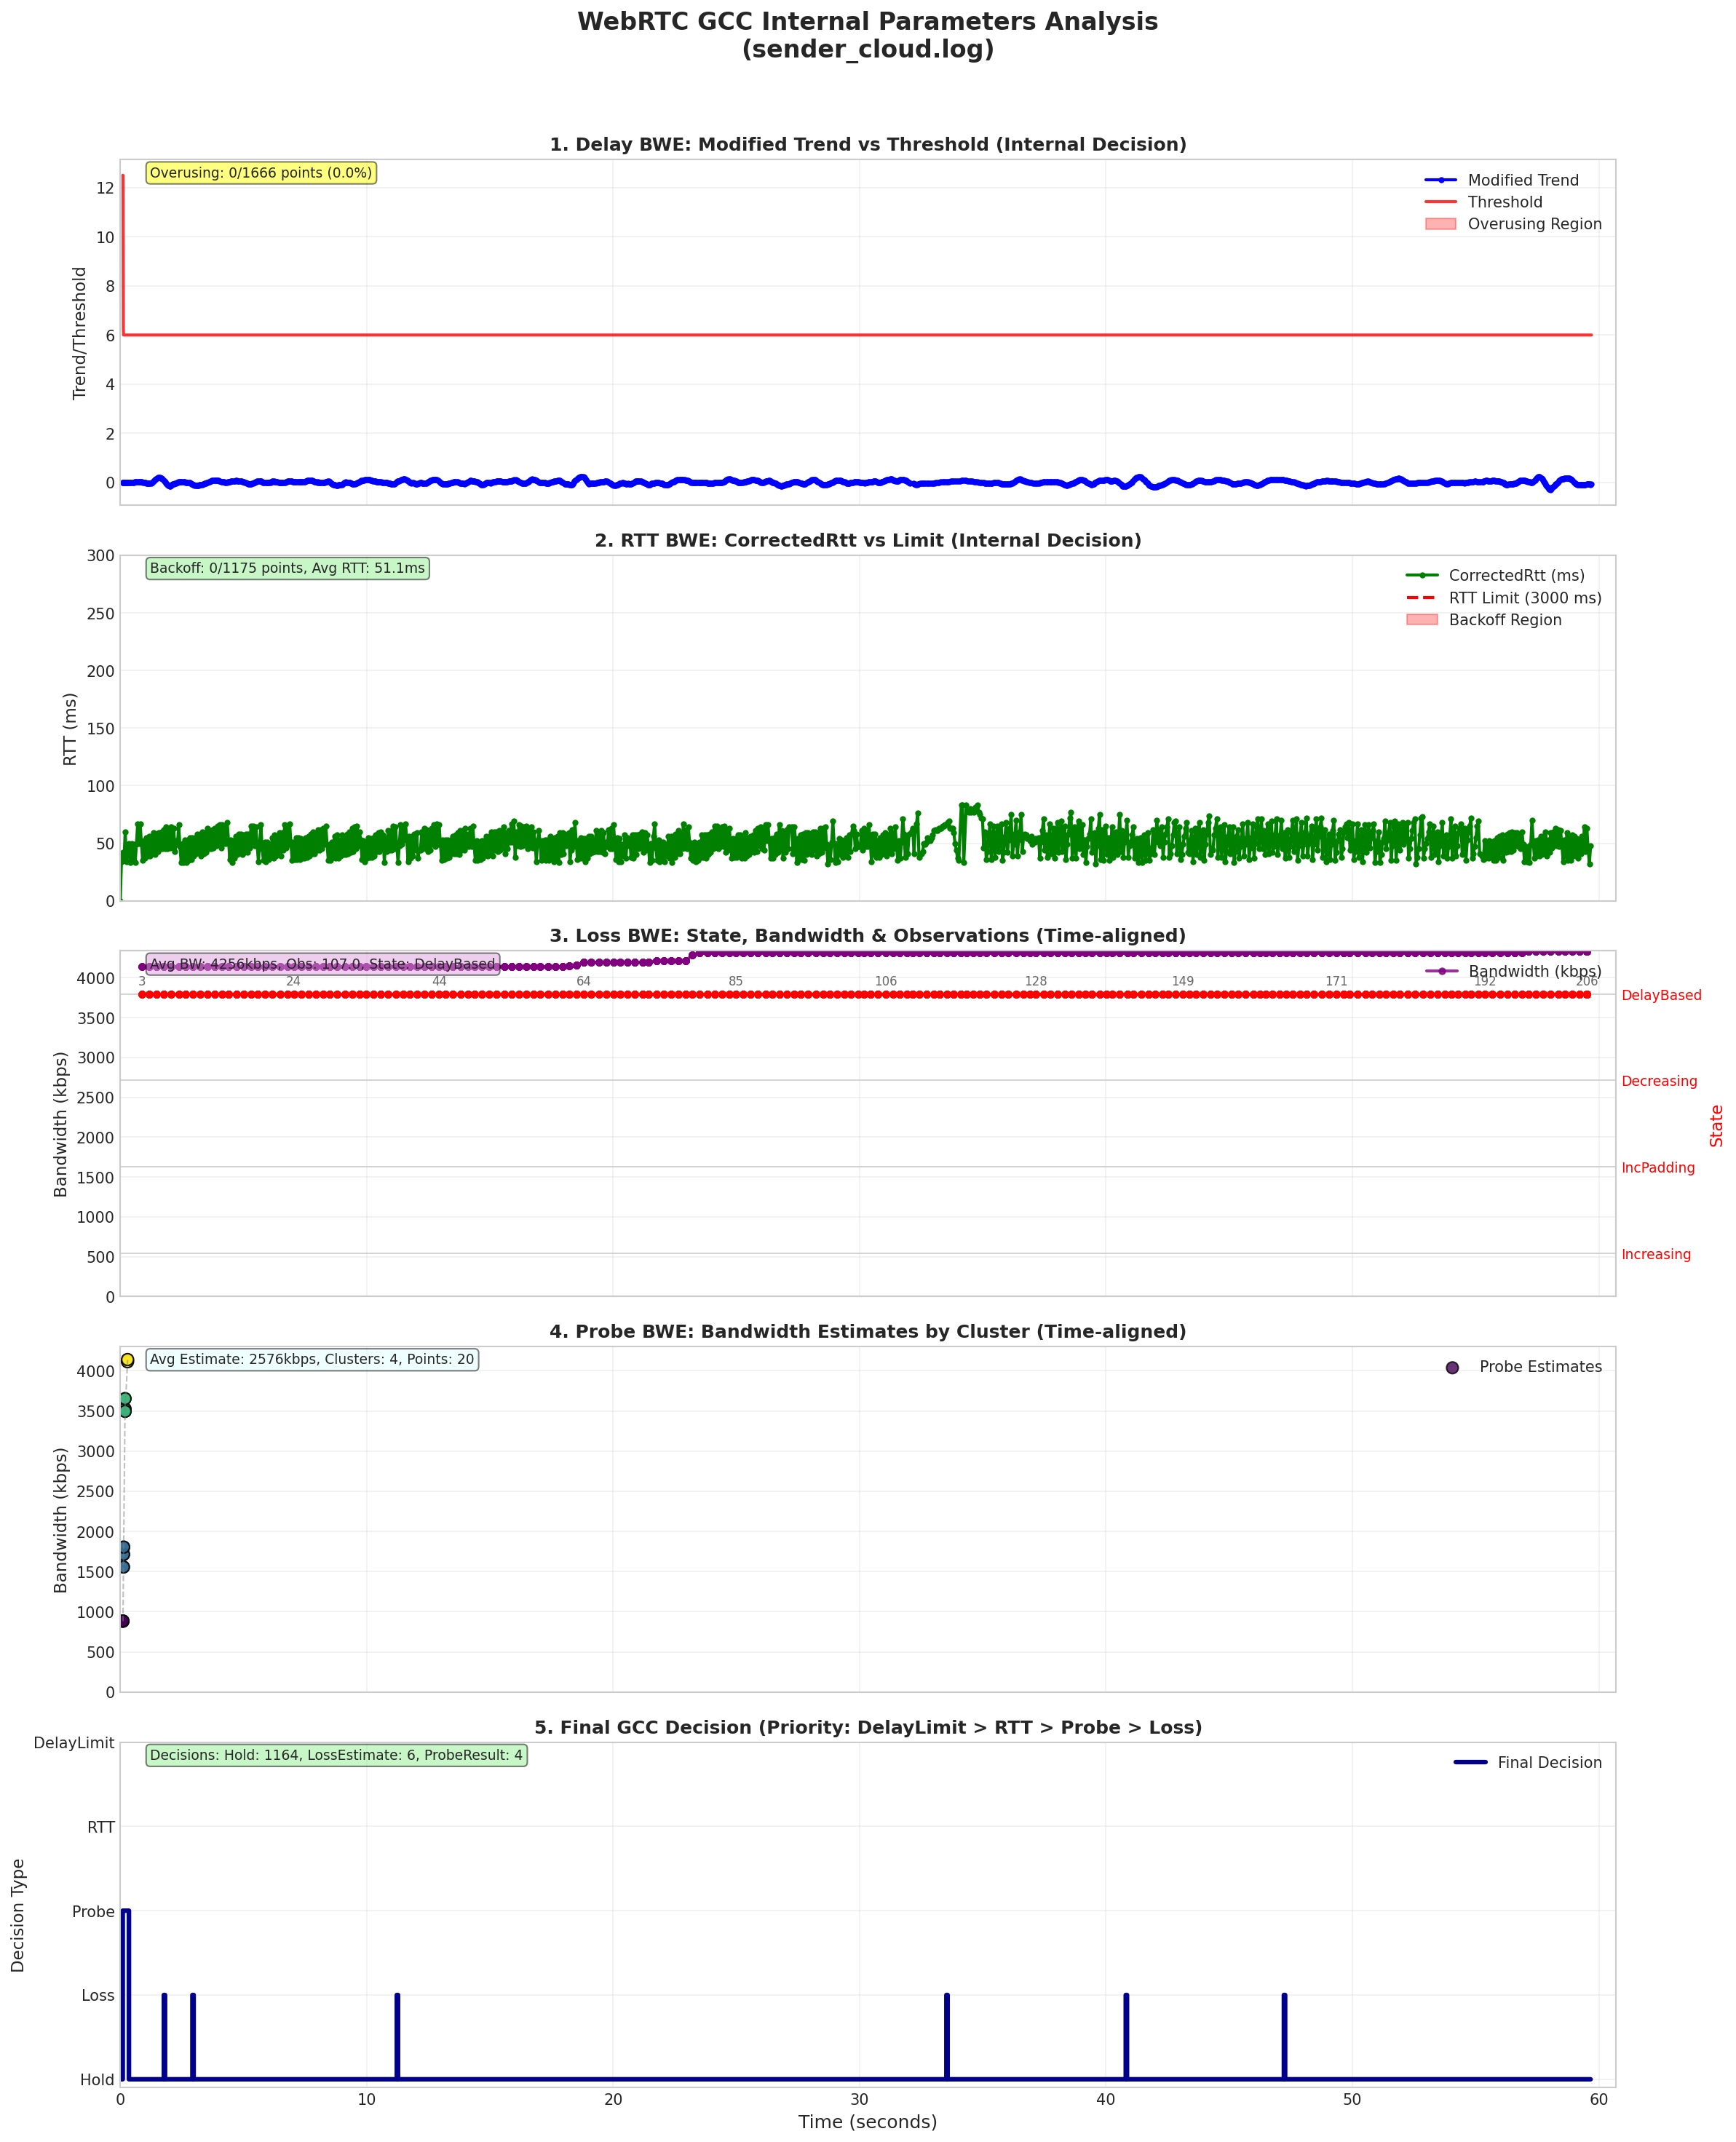 WebRTC GCC Internal Parameters Analysis
(sender_cloud.log)
1. Delay BWE: Modified Trend vs Threshold (Internal Decision)
Overusing: 0/1666 points (0.0%)
Modified Trend
Threshold
Overusing Region
Trend/Threshold
12
10
8
6
4
2
0
2. RTT BWE: CorrectedRtt vs Limit (Internal Decision)
Backoff: 0/1175 points, Avg RTT: 51.1ms
CorrectedRtt (ms)
RTT Limit (3000 ms)
Backoff Region
RTT (ms)
300
250
200
150
100
50
0
3. Loss BWE: State, Bandwidth & Observations (Time-aligned)
Avg BW: 4256kbps, Obs: 107.0, State: DelayBased
Bandwidth (kbps)
3 24 44 64 85 106 128 149 171 192 206
Bandwidth (kbps)
4000
3500
3000
2500
2000
1500
1000
500
0
DelayBased
Decreasing
IncPadding
Increasing
State
4. Probe BWE: Bandwidth Estimates by Cluster (Time-aligned)
Avg Estimate: 2576kbps, Clusters: 4, Points: 20
Probe Estimates
Bandwidth (kbps)
4000
3500
3000
2500
2000
1500
1000
500
0
5. Final GCC Decision (Priority: DelayLimit > RTT > Probe > Loss)
Decisions: Hold: 1164, LossEstimate: 6, ProbeResult: 4
Final Decision
Decision Type
DelayLimit
RTT
Probe
Loss
Hold
0 10 20 30 40 50 60
Time (seconds)